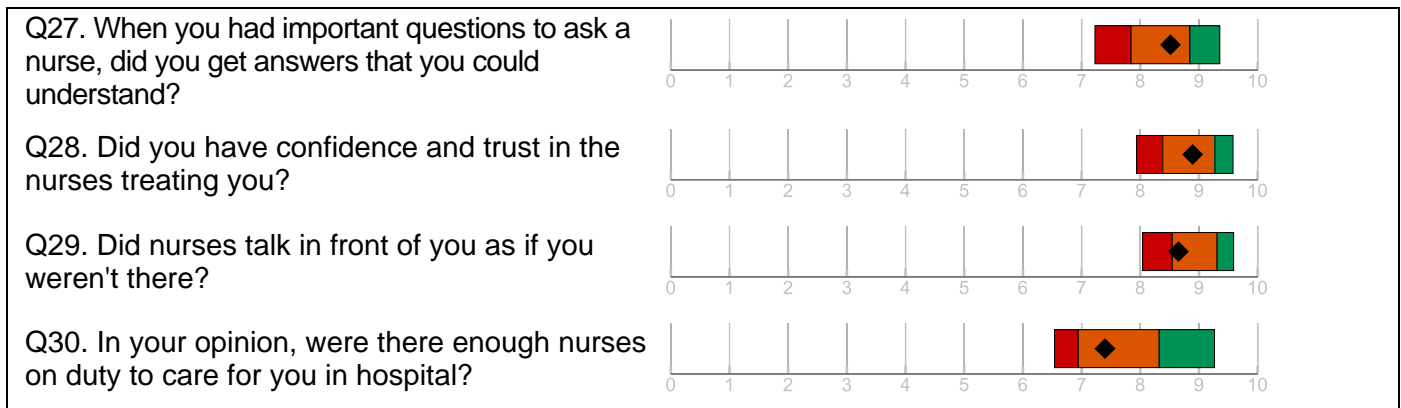 Q27. When you had important questions to ask a
nurse, did you get answers that you could
understand?
0 1 2 3 4 5 6 7 8 9 10
Q28. Did you have confidence and trust in the
nurses treating you?
0 1 2 3 4 5 6 7 8 9 10
Q29. Did nurses talk in front of you as if you
weren't there?
0 1 2 3 4 5 6 7 8 9 10
Q30. In your opinion, were there enough nurses
on duty to care for you in hospital?
0 1 2 3 4 5 6 7 8 9 10